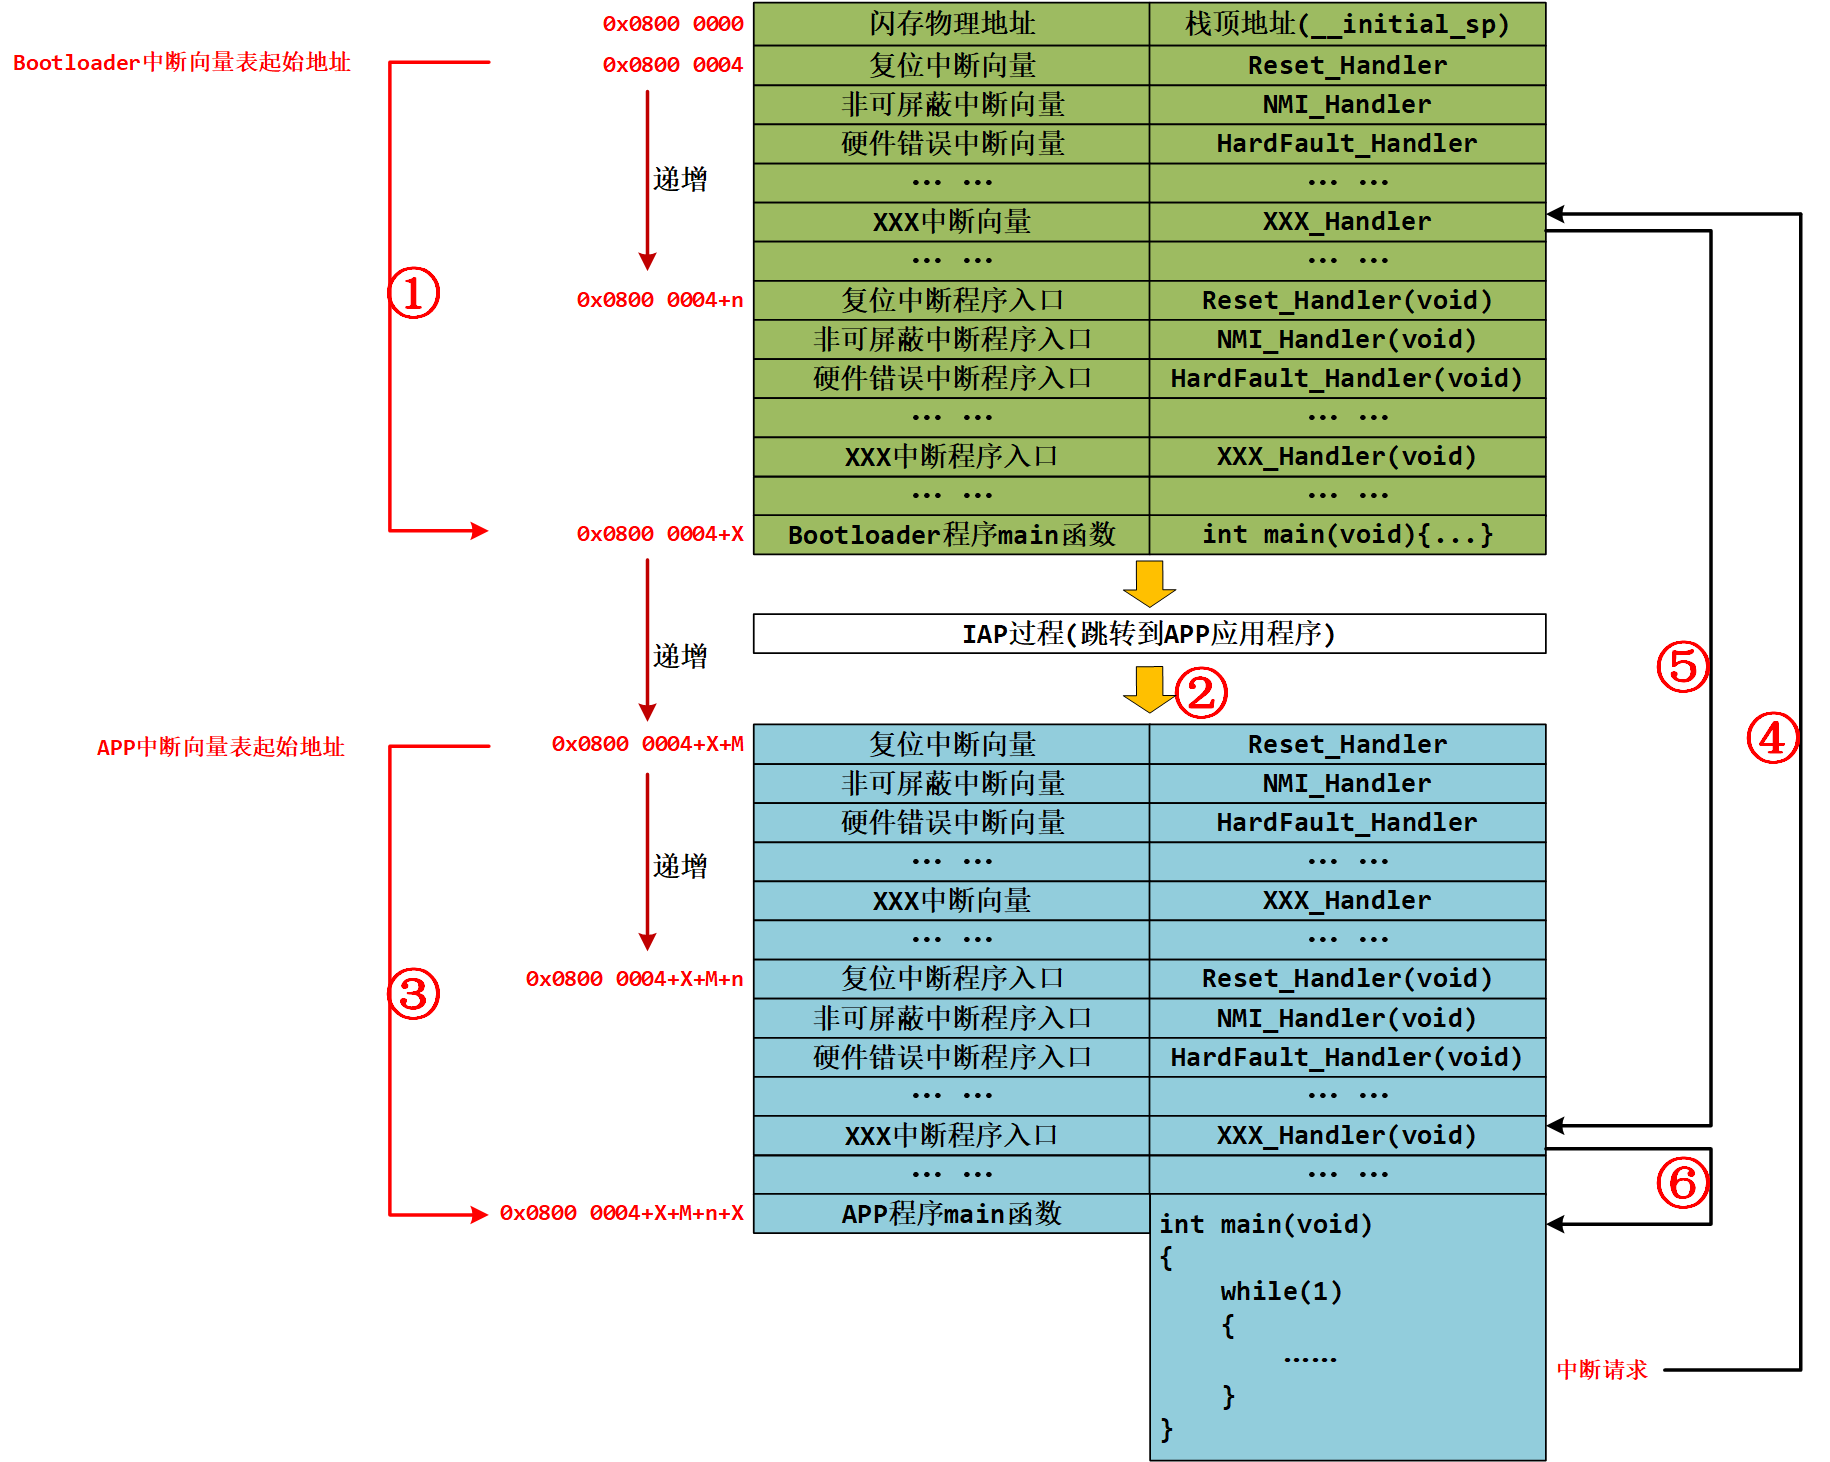 0x0800 0000 闪存物理地址 栈顶地址(__initial_sp)
Bootloader中断向量表起始地址 0x0800 0004 复位中断向量 Reset_Handler
非可屏蔽中断向量 NMI_Handler
硬件错误中断向量 HardFault_Handler
递增 … … … …
XXX中断向量 XXX_Handler
… … … …
① 0x0800 0004+n 复位中断程序入口 Reset_Handler(void)
非可屏蔽中断程序入口 NMI_Handler(void)
硬件错误中断程序入口 HardFault_Handler(void)
… … … …
XXX中断程序入口 XXX_Handler(void)
… … … …
0x0800 0004+X Bootloader程序main函数 int main(void){...}
递增 IAP过程(跳转到APP应用程序)
⑤
②
APP中断向量表起始地址 0x0800 0004+X+M 复位中断向量 Reset_Handler ④
非可屏蔽中断向量 NMI_Handler
硬件错误中断向量 HardFault_Handler
递增 … … … …
XXX中断向量 XXX_Handler
… … … …
③ 0x0800 0004+X+M+n 复位中断程序入口 Reset_Handler(void)
非可屏蔽中断程序入口 NMI_Handler(void)
硬件错误中断程序入口 HardFault_Handler(void)
… … … …
XXX中断程序入口 XXX_Handler(void)
… … … … ⑥
0x0800 0004+X+M+n+X APP程序main函数 int main(void)
{
while(1)
{
……
中断请求
}
}